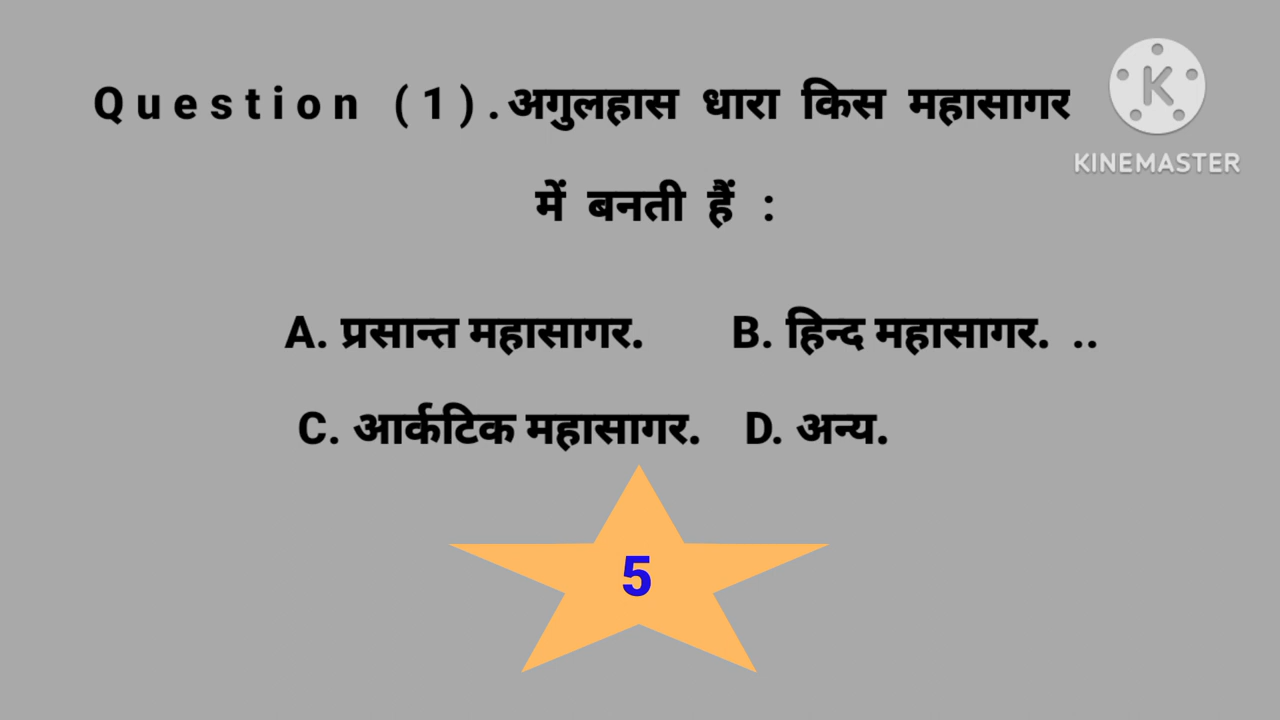 Question (1).अगुलहास धारा किस महासागर
में बनती हैं :
A. प्रसान्त महासागर. B. हिन्द महासागर. ..
C. आर्कटिक महासागर. D. अन्य.
5
KINEMASTER